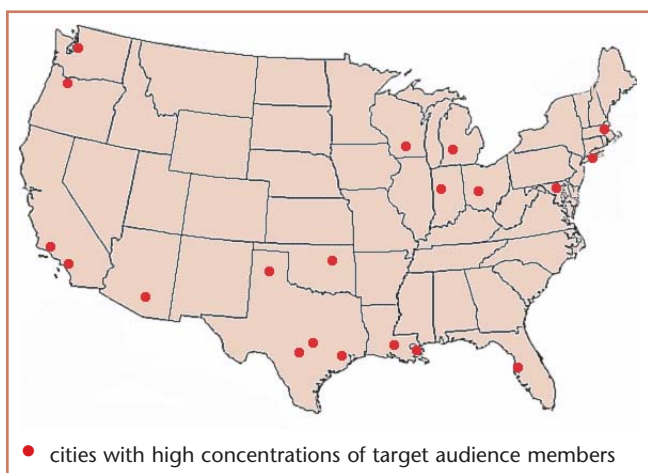 cities with high concentrations of target audience members